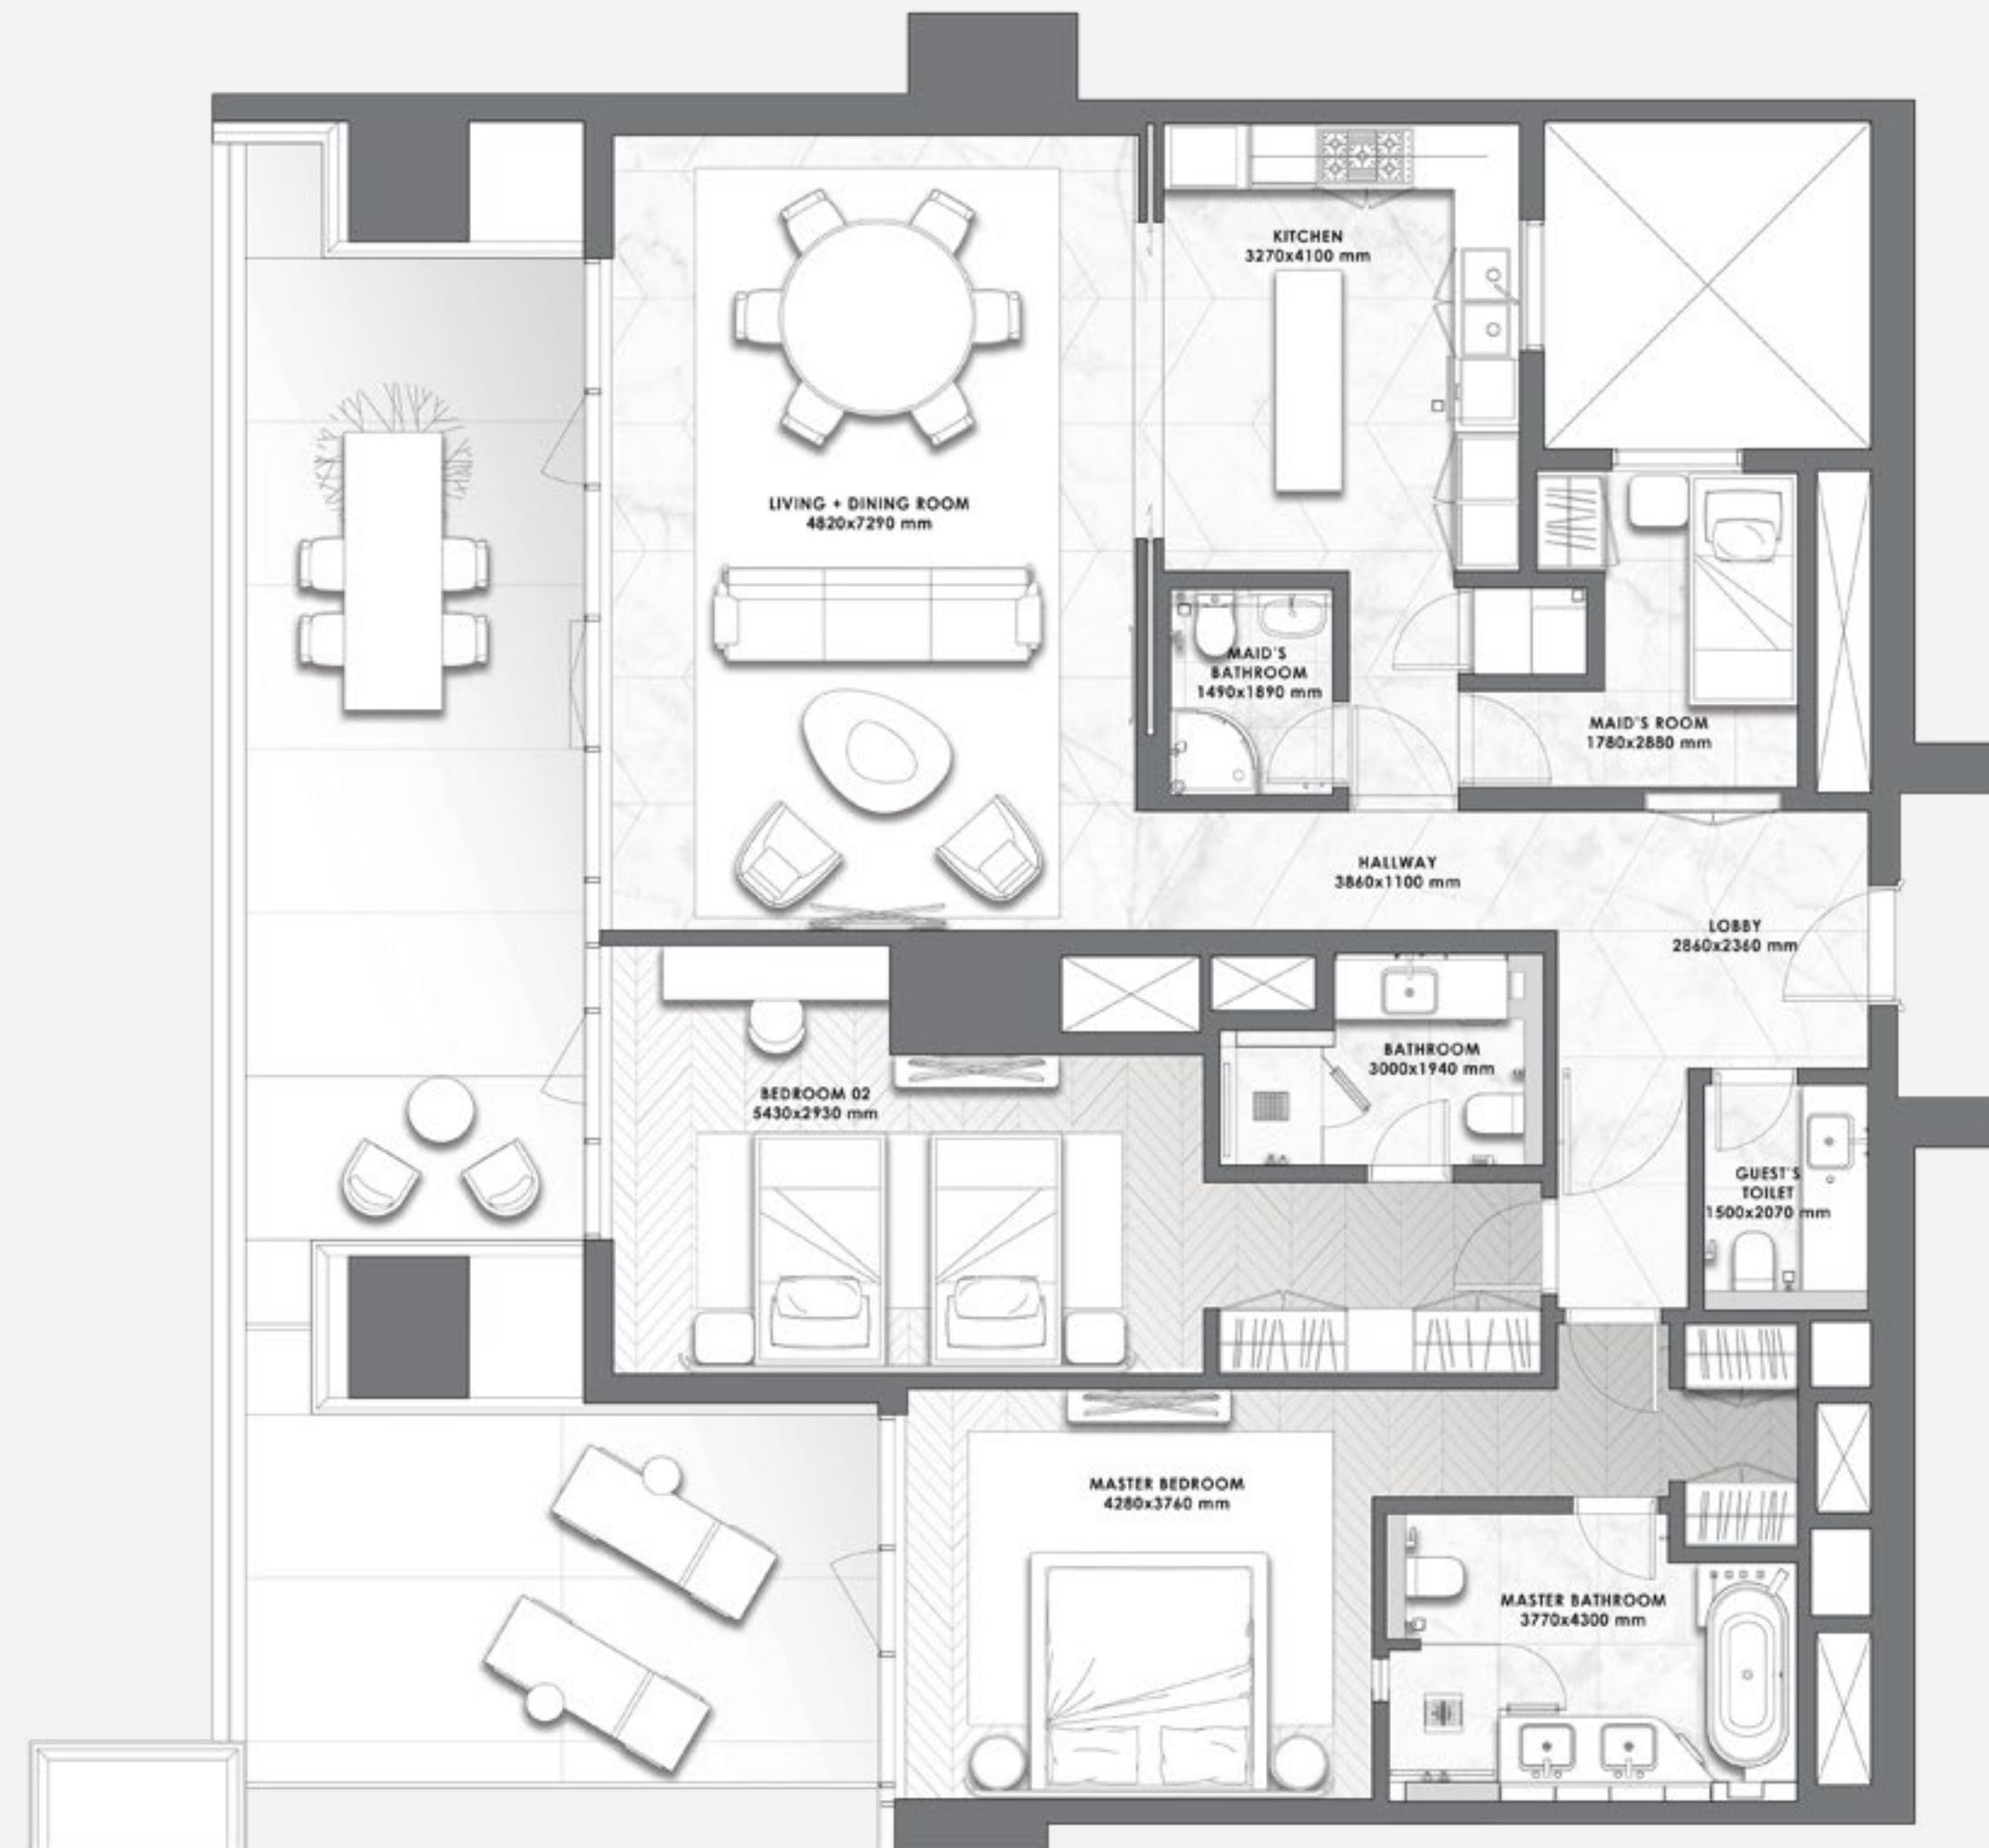 KITCHEN
3270x4100 mm
LIVING + DINING ROOM
4820x7290 mm
MAID'S
BATHROOM
1490x1890 mm
MAID'S ROOM
1780x2880 mm
HALLWAY
3860x1100 mm
LOBBY
2860x2360 mm
BATHROOM
3000x1940 mm
BEDROOM 02
5430x2930 mm
GUEST'S
TOILET
1500x2070 mm
MASTER BEDROOM
4280x3760 mm
MASTER BATHROOM
3770x4300 mm